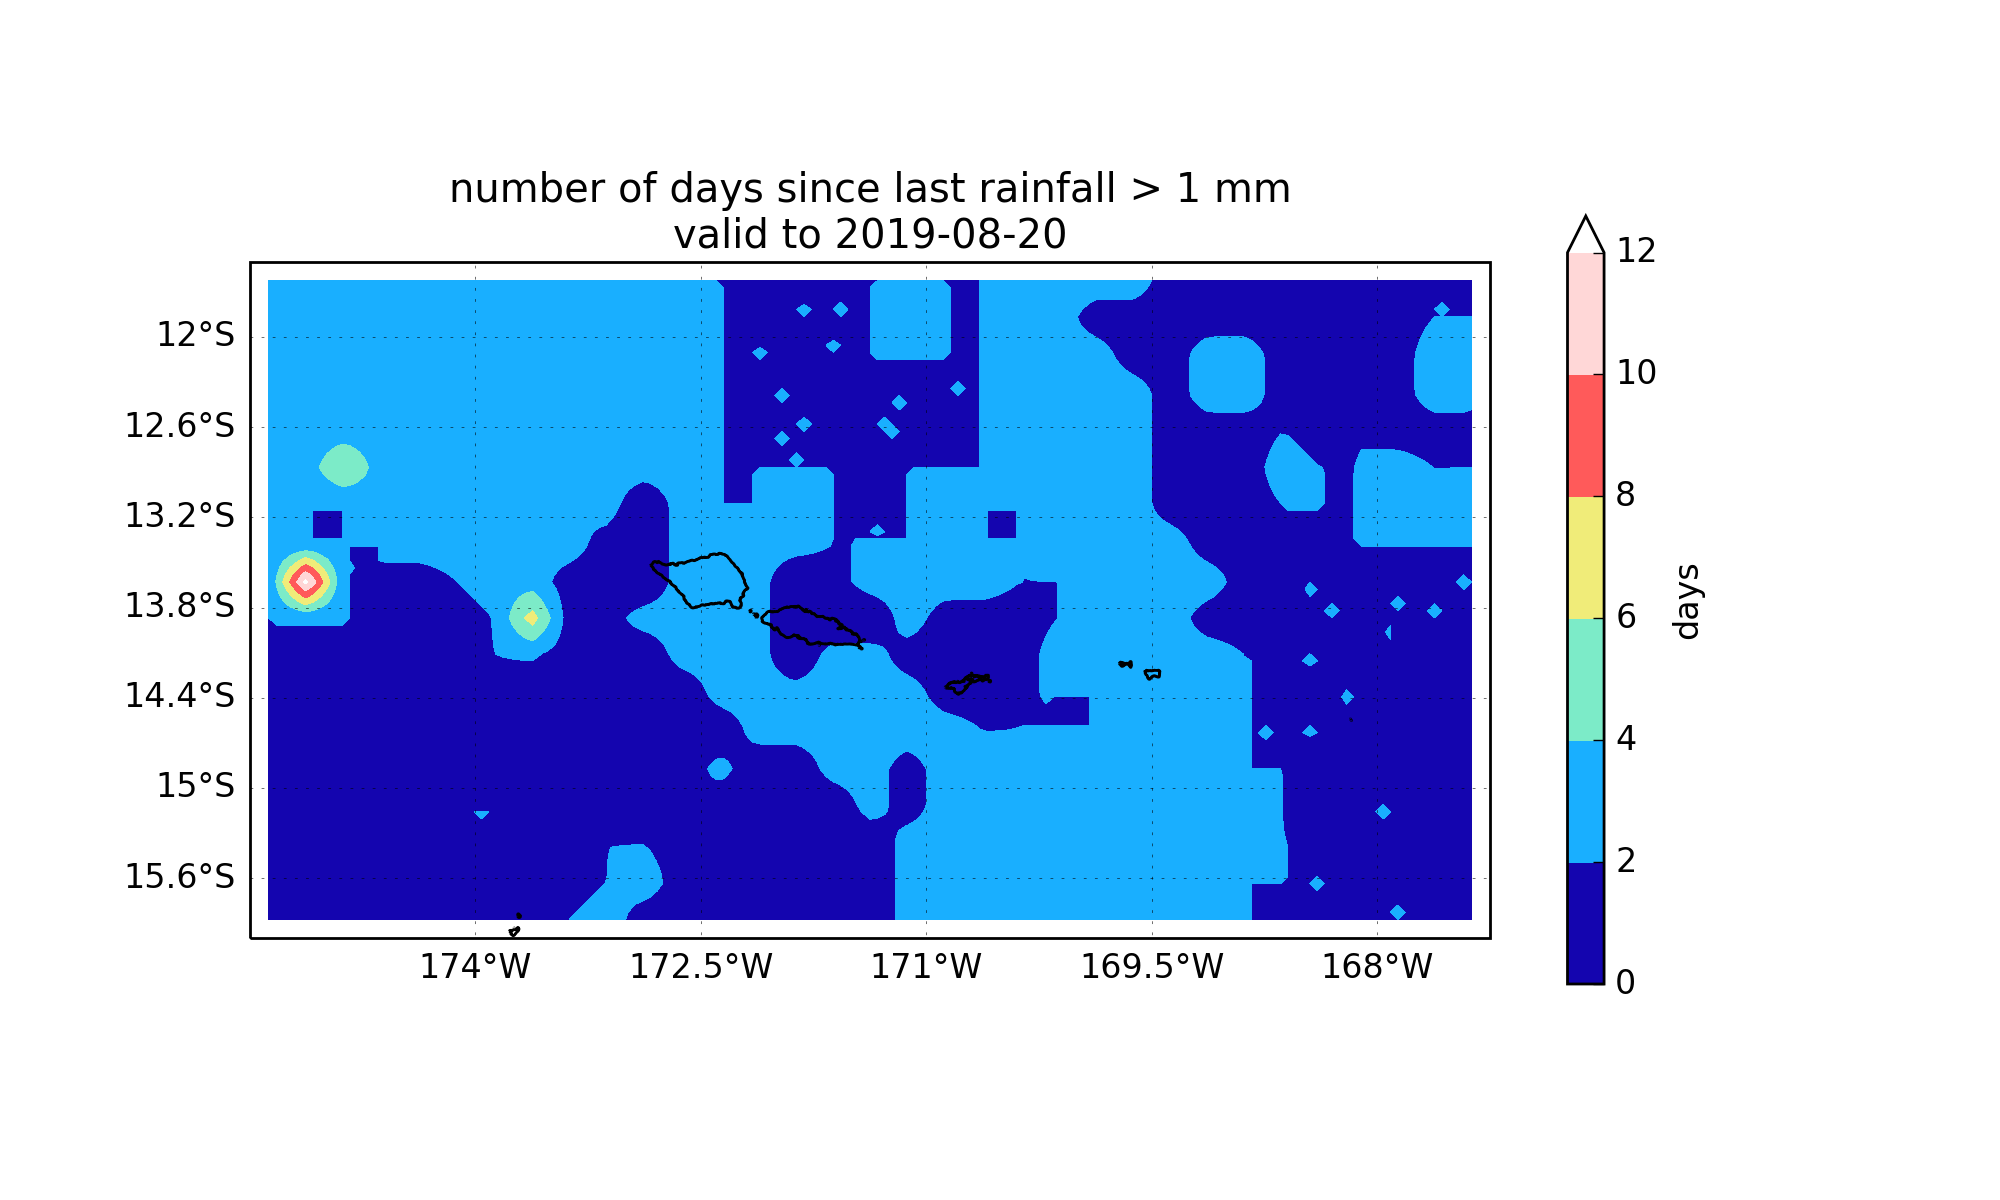 number of days since last rainfall > 1 mm
valid to 2019-08-20
12°S
12.6°S
13.2°S
13.8°S
14.4°S
15°S
15.6°S
174°W
172.5°W
171°W
169.5°W
168°W
12
10
8
6
4
2
0
days